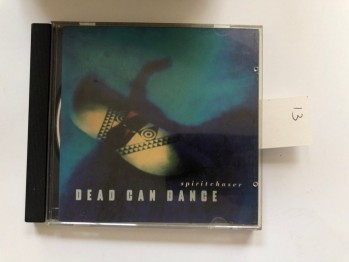 spiritchaser
DEAD CAN DANCE
13